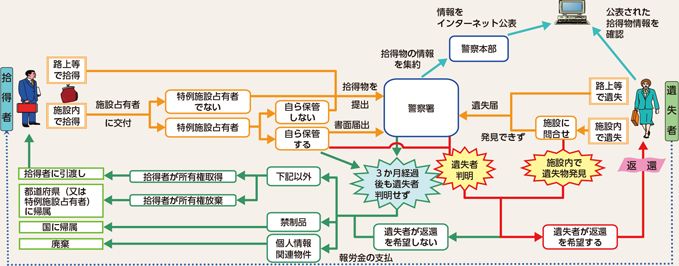 情報を
インターネット公表
公表された
拾得物情報を
確認
拾得物の情報
を集約
警察本部
拾得者
路上等
で拾得
施設内
で拾得
施設占有者
に交付
特例施設占有者
でない
特例施設占有者
自ら保管
しない
自ら保管
する
拾得物を
提出
書面届出
警察署
遺失届
発見できず
路上等
で遺失
施設に
問合せ
施設内
で遺失
遺失者
返還
3か月経過
後も遺失者
判明せず
遺失者
判明
施設内で
遺失物発見
拾得者に引渡し
拾得者が所有権取得
下記以外
都道府県(又は
特例施設占有者)
に帰属
拾得者が所有権放棄
国に帰属
禁制品
廃棄
個人情報
関連物件
遺失者が返還
を希望しない
遺失者が返還
を希望する
報労金の支払